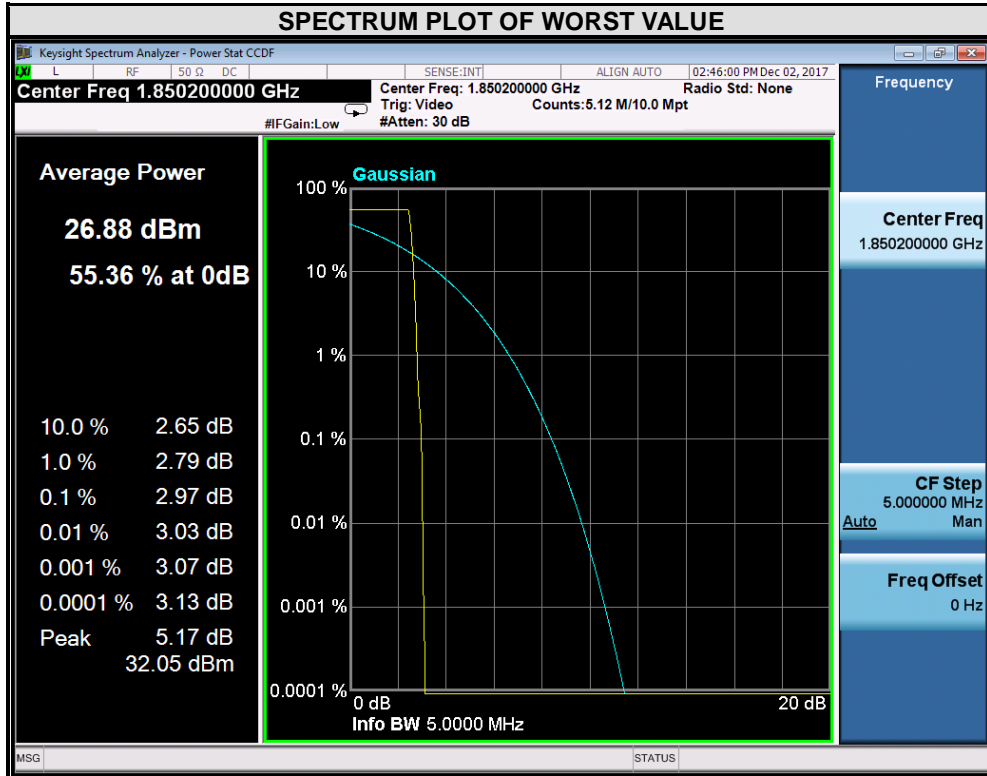 SPECTRUM PLOT OF WORST VALUE
Keysight Spectrum Analyzer - Power Stat CCDF
LXI L RF 50 Ω DC SENSE:INT ALIGN AUTO 02:46:00 PM Dec 02, 2017
Center Freq 1.850200000 GHz
#IFGain:Low
Center Freq: 1.850200000 GHz Radio Std: None
Trig: Video Counts:5.12 M/10.0 Mpt
#Atten: 30 dB
Average Power
26.88 dBm
55.36 % at 0dB
10.0 % 2.65 dB
1.0 % 2.79 dB
0.1 % 2.97 dB
0.01 % 3.03 dB
0.001 % 3.07 dB
0.0001 % 3.13 dB
Peak 5.17 dB
32.05 dBm
Gaussian
100 %
10 %
1 %
0.1 %
0.01 %
0.001 %
0.0001 %
0 dB 20 dB
Info BW 5.0000 MHz
Frequency
Center Freq
1.850200000 GHz
CF Step
5.000000 MHz
Auto Man
Freq Offset
0 Hz
MSG STATUS